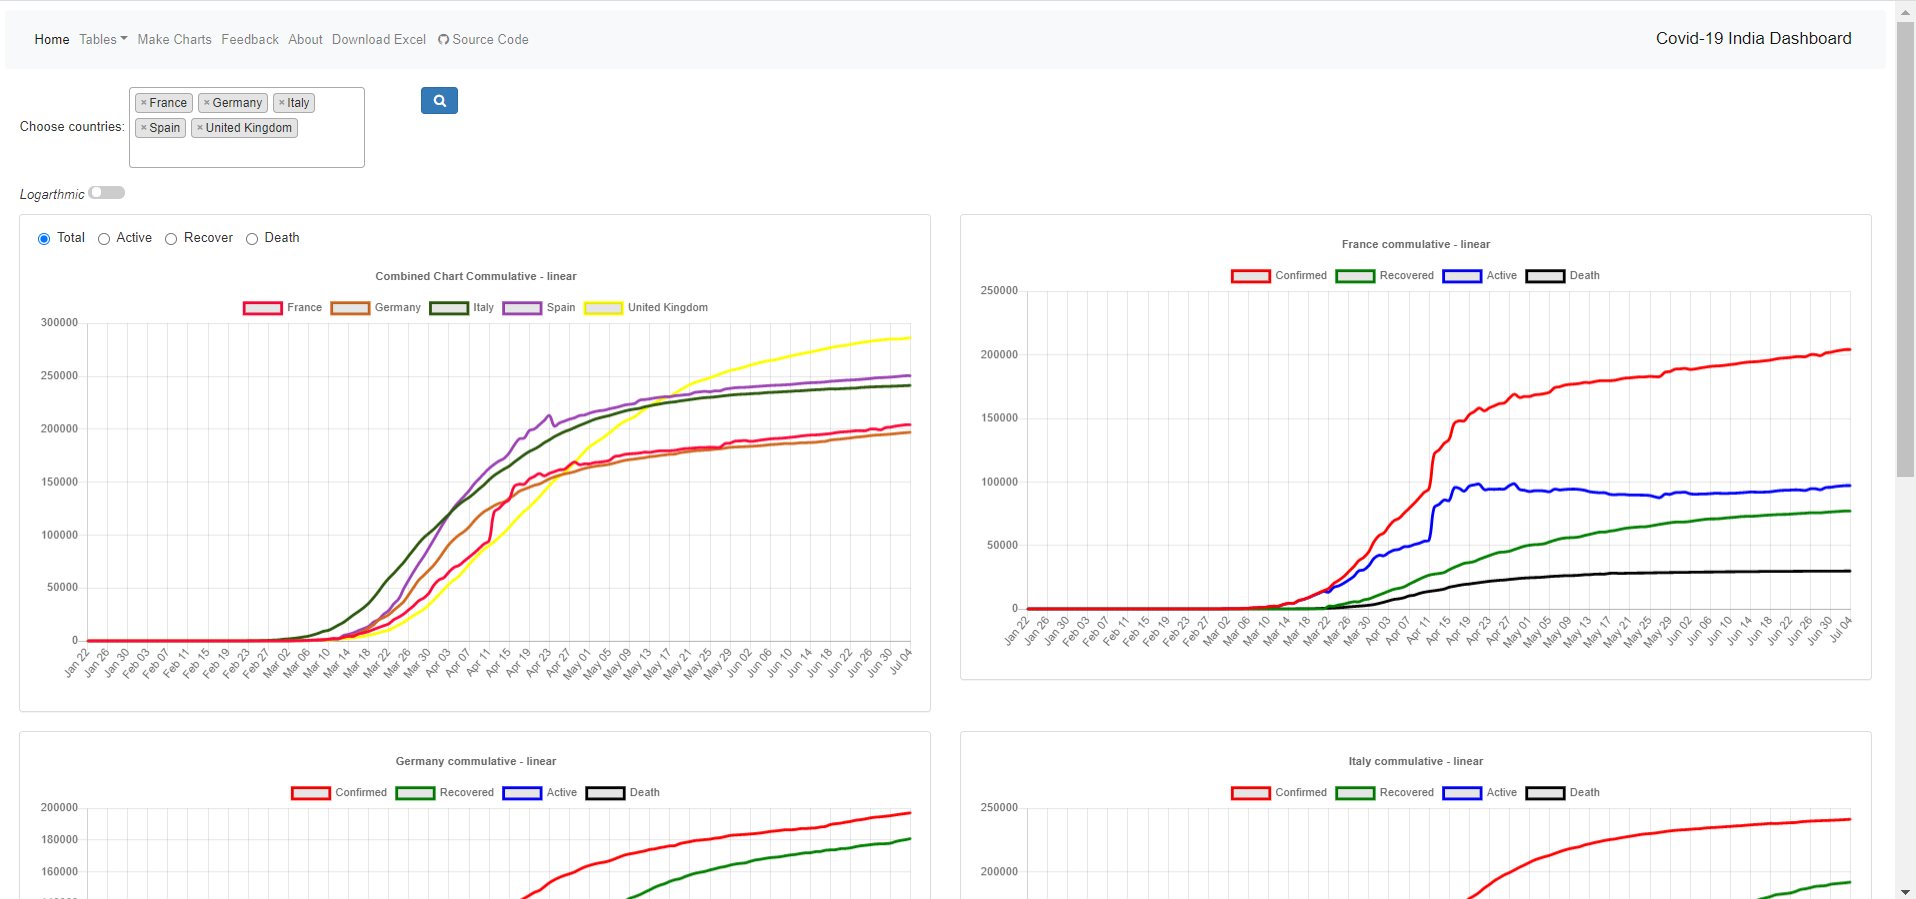 Home Tables Make Charts Feedback About Download Excel Source Code Covid-19 India Dashboard
Choose countries:
×France ×Germany ×Italy
×Spain ×United Kingdom
Logarthmic
Total Active Recover Death
Combined Chart Commulative - linear
France Germany Italy Spain United Kingdom
300000
250000
200000
150000
100000
50000
0
Jan 22 Jan 26 Jan 30 Feb 03 Feb 07 Feb 11 Feb 15 Feb 19 Feb 23 Feb 27 Mar 02 Mar 06 Mar 10 Mar 14 Mar 18 Mar 22 Mar 26 Mar 30 Apr 03 Apr 07 Apr 11 Apr 15 Apr 19 Apr 23 Apr 27 May 01 May 05 May 09 May 13 May 17 May 21 May 25 May 29 Jun 02 Jun 06 Jun 10 Jun 14 Jun 18 Jun 22 Jun 26 Jun 30 Jul 04
France commulative - linear
Confirmed Recovered Active Death
250000
200000
150000
100000
50000
0
Jan 22 Jan 26 Jan 30 Feb 03 Feb 07 Feb 11 Feb 15 Feb 19 Feb 23 Feb 27 Mar 02 Mar 06 Mar 10 Mar 14 Mar 18 Mar 22 Mar 26 Mar 30 Apr 03 Apr 07 Apr 11 Apr 15 Apr 19 Apr 23 Apr 27 May 01 May 05 May 09 May 13 May 17 May 21 May 25 May 29 Jun 02 Jun 06 Jun 10 Jun 14 Jun 18 Jun 22 Jun 26 Jun 30 Jul 04
Germany commulative - linear
Confirmed Recovered Active Death
200000
180000
160000
Italy commulative - linear
Confirmed Recovered Active Death
250000
200000